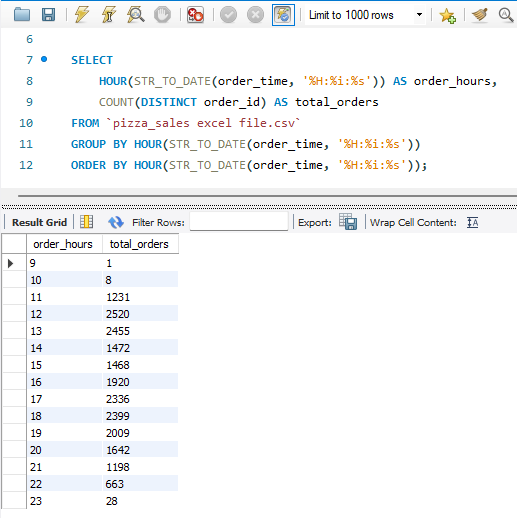 Limit to 1000 rows
6
7 SELECT
8 HOUR(STR_TO_DATE(order_time, '%H:%i:%s')) AS order_hours,
9 COUNT(DISTINCT order_id) AS total_orders
10 FROM `pizza_sales excel file.csv`
11 GROUP BY HOUR(STR_TO_DATE(order_time, '%H:%i:%s'))
12 ORDER BY HOUR(STR_TO_DATE(order_time, '%H:%i:%s'));
Result Grid Filter Rows: Export: Wrap Cell Content:
order_hours total_orders
9 1
10 8
11 1231
12 2520
13 2455
14 1472
15 1468
16 1920
17 2336
18 2399
19 2009
20 1642
21 1198
22 663
23 28